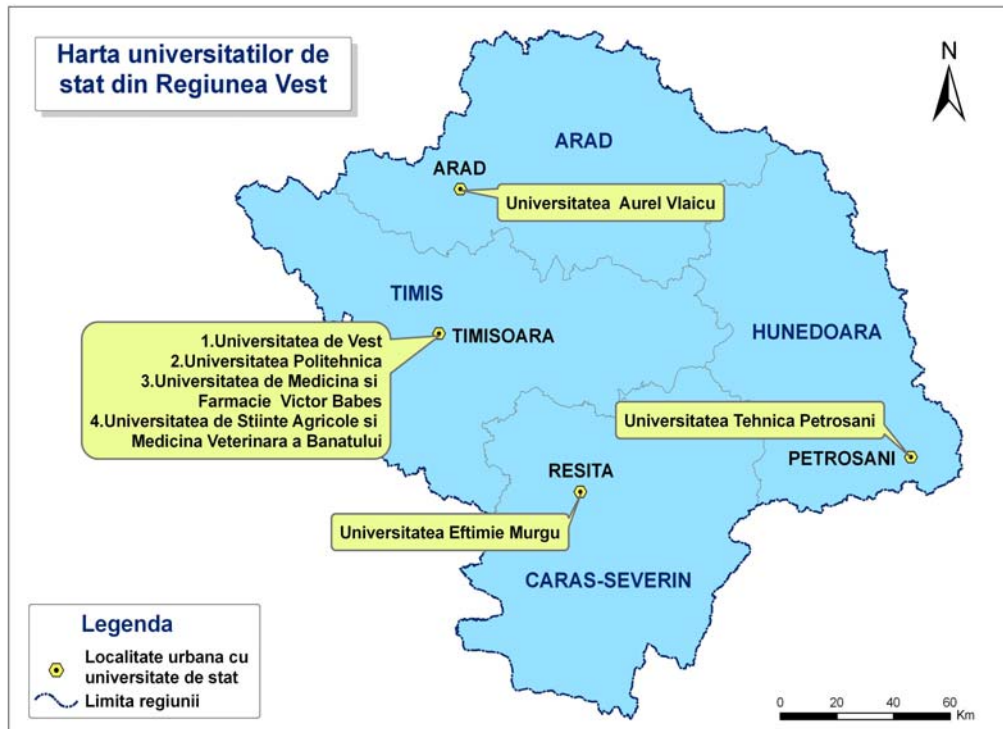 Harta universitatilor de
stat din Regiunea Vest
N
ARAD
ARAD
Universitatea Aurel Vlaicu
TIMIS
TIMISOARA
1.Universitatea de Vest
2.Universitatea Politehnica
3.Universitatea de Medicina si
Farmacie Victor Babes
4.Universitatea de Stiinte Agricole si
Medicina Veterinara a Banatului
HUNEDOARA
Universitatea Tehnica Petrosani
PETROSANI
RESITA
Universitatea Eftimie Murgu
CARAS-SEVERIN
Legenda
Localitate urbana cu
universitate de stat
Limita regiunii
0 20 40 60
Km